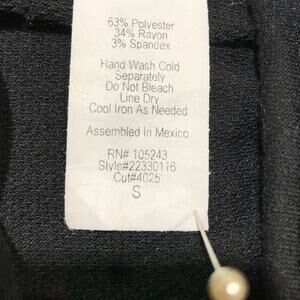 63% Polyester
34% Rayon
3% Spandex
Hand Wash Cold
Separately
Do Not Bleach
Line Dry
Cool Iron As Needed
Assembled In Mexico
RN# 105243
Style#22330116
Cut#4025
S